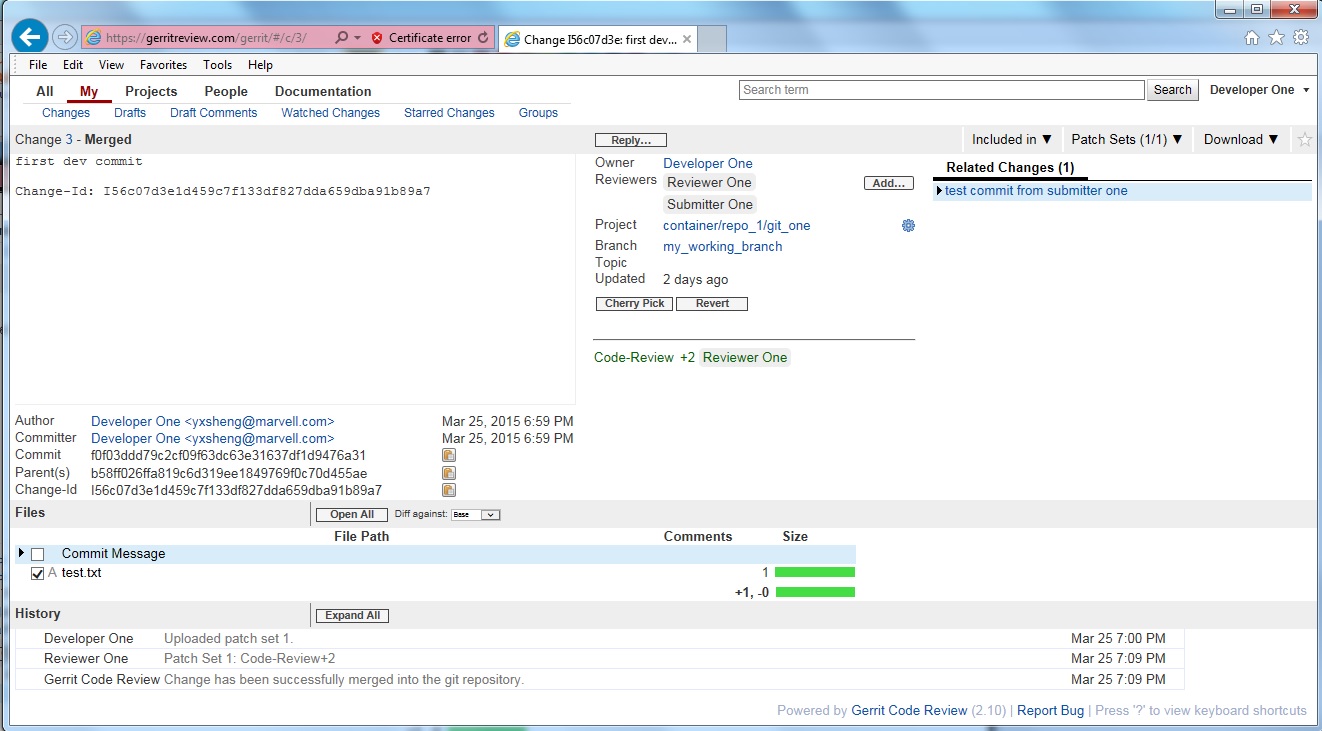 https://gerritreview.com/gerrit/#/c/3/ Certificate error Change I56c07d3e: first dev...
File Edit View Favorites Tools Help
All My Projects People Documentation
Search term Search Developer One
Changes Drafts Draft Comments Watched Changes Starred Changes Groups
Change 3 - Merged Reply... Included in ▼ Patch Sets (1/1) ▼ Download ▼
first dev commit
Change-Id: I56c07d3e1d459c7f133df827dda659dba91b89a7
Owner Developer One
Reviewers Reviewer One Add...
Submitter One
Project container/repo_1/git_one
Branch my_working_branch
Topic
Updated 2 days ago
Cherry Pick Revert
Code-Review +2 Reviewer One
Related Changes (1)
test commit from submitter one
Author Developer One <yxsheng@marvell.com> Mar 25, 2015 6:59 PM
Committer Developer One <yxsheng@marvell.com> Mar 25, 2015 6:59 PM
Commit f0f03ddd79c2cf09f63dc63e31637df1d9476a31
Parent(s) b58ff026ffa819c6d319ee1849769f0c70d455ae
Change-Id I56c07d3e1d459c7f133df827dda659dba91b89a7
Files Open All Diff against: Base
File Path Comments Size
Commit Message
A test.txt 1
+1, -0
History Expand All
Developer One Uploaded patch set 1. Mar 25 7:00 PM
Reviewer One Patch Set 1: Code-Review+2 Mar 25 7:09 PM
Gerrit Code Review Change has been successfully merged into the git repository. Mar 25 7:09 PM
Powered by Gerrit Code Review (2.10) | Report Bug | Press '?' to view keyboard shortcuts